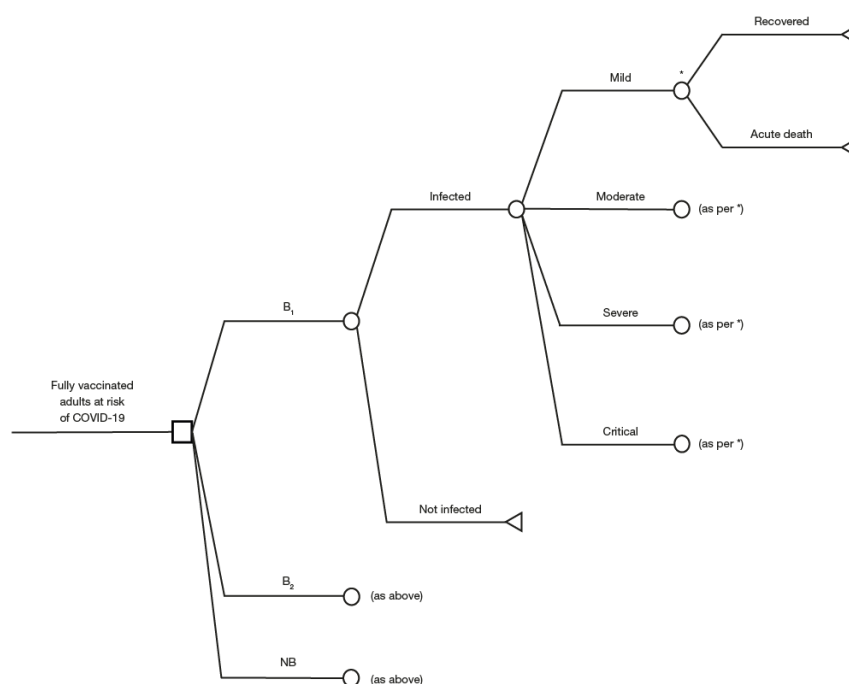 Recovered
*
Mild
Acute death
Infected
Moderate
(as per *)
B₁
Severe
(as per *)
Fully vaccinated
adults at risk
of COVID-19
Critical
(as per *)
Not infected
B₂
(as above)
NB
(as above)